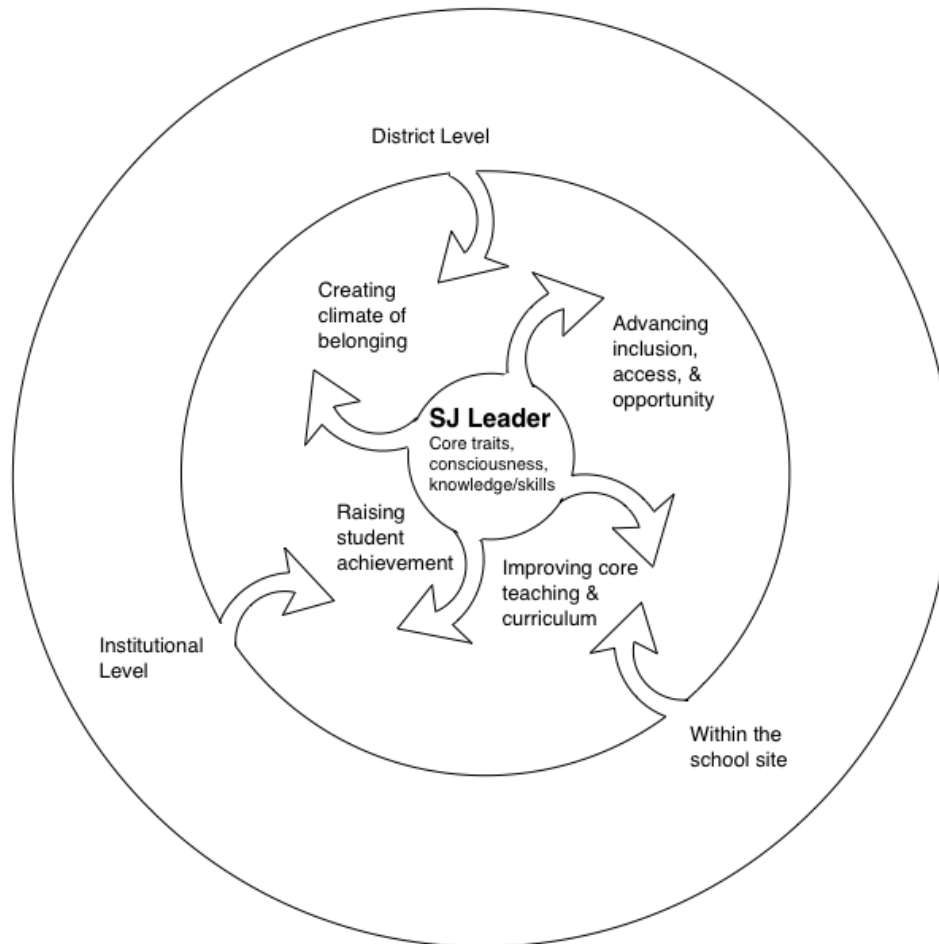 District Level
Creating
climate of
belonging
Advancing
inclusion,
access, &
opportunity
SJ Leader
Core traits,
consciousness,
knowledge/skills
Raising
student
achievement
Improving core
teaching &
curriculum
Institutional
Level
Within the
school site